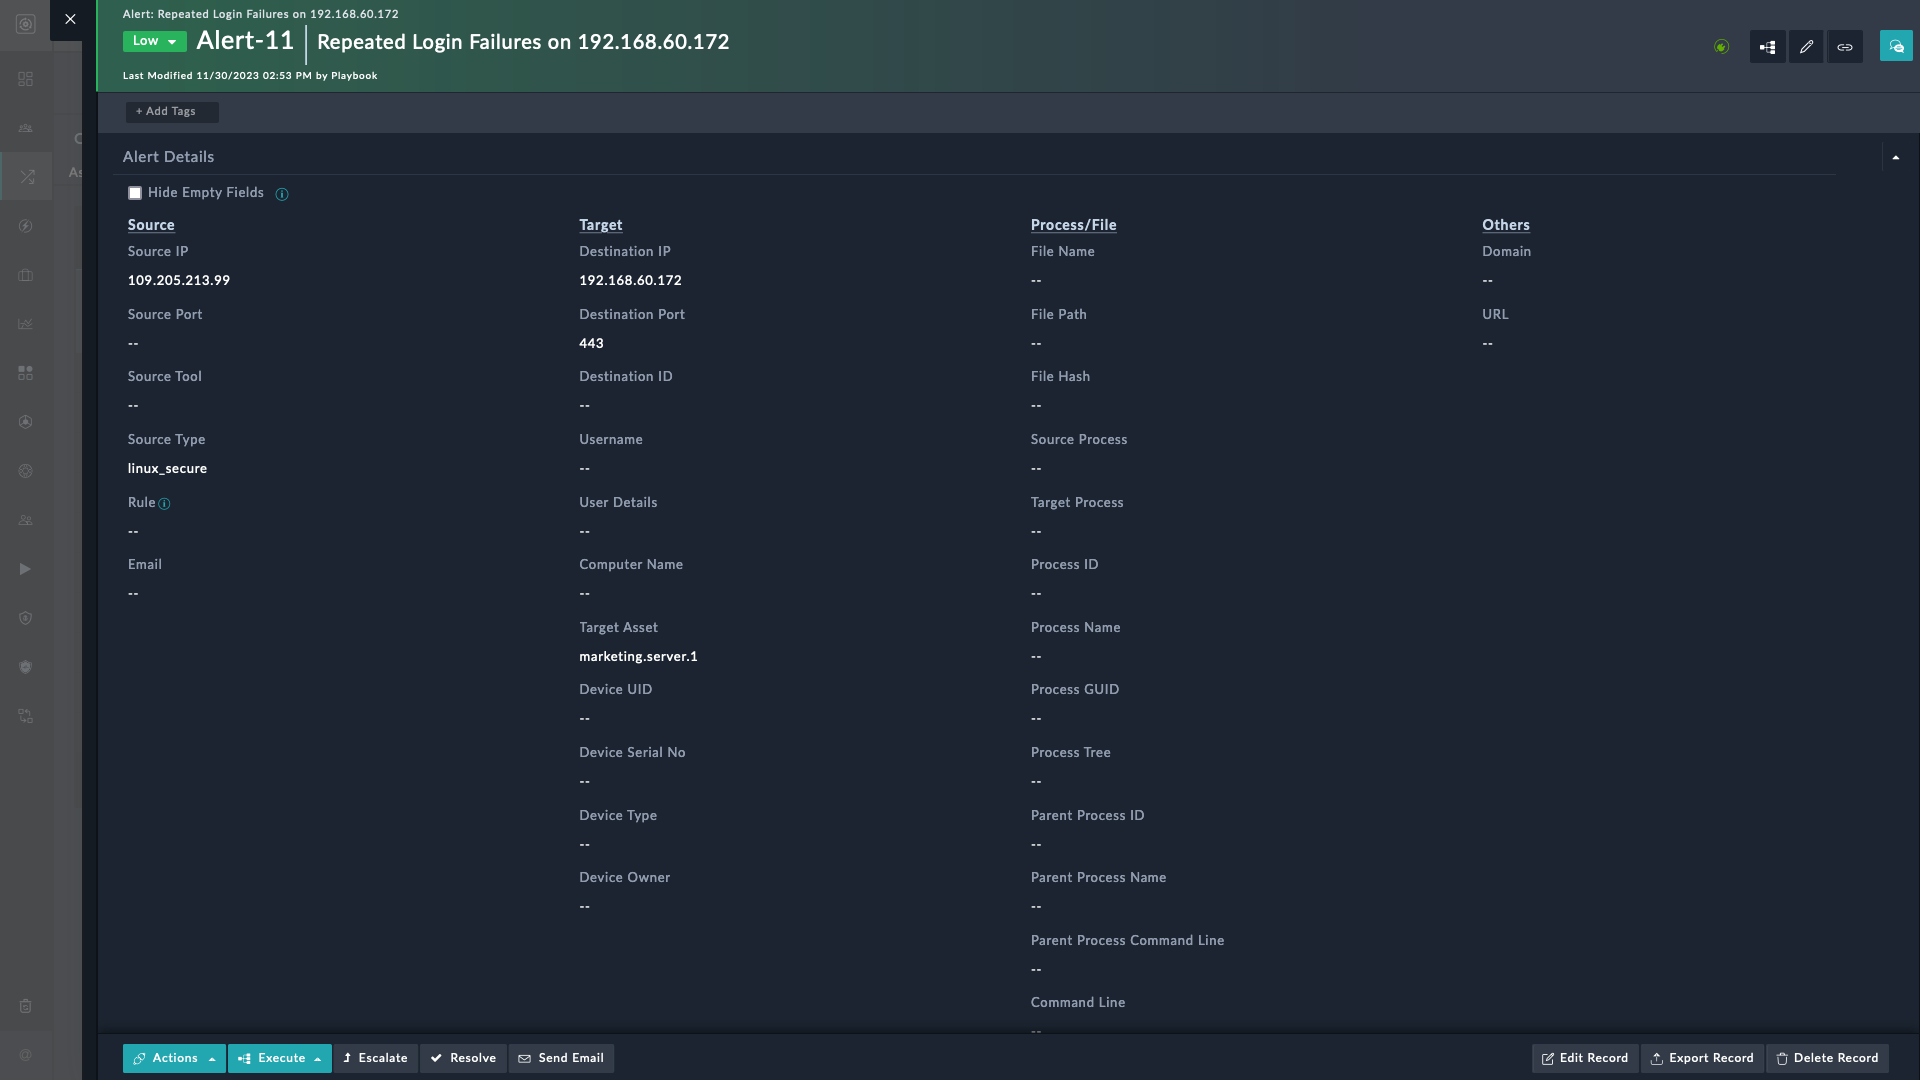 Alert: Repeated Login Failures on 192.168.60.172
Low Alert-11 Repeated Login Failures on 192.168.60.172
Last Modified 11/30/2023 02:53 PM by Playbook
+ Add Tags
Alert Details
Hide Empty Fields
Source
Source IP
109.205.213.99
Source Port
--
Source Tool
--
Source Type
linux_secure
Rule
--
Email
--
Target
Destination IP
192.168.60.172
Destination Port
443
Destination ID
--
Username
--
User Details
--
Computer Name
--
Target Asset
marketing.server.1
Device UID
--
Device Serial No
--
Device Type
--
Device Owner
--
Process/File
File Name
--
File Path
--
File Hash
--
Source Process
--
Target Process
--
Process ID
--
Process Name
--
Process GUID
--
Process Tree
--
Parent Process ID
--
Parent Process Name
--
Parent Process Command Line
--
Command Line
--
Others
Domain
--
URL
--
Actions Execute Escalate Resolve Send Email Edit Record Export Record Delete Record